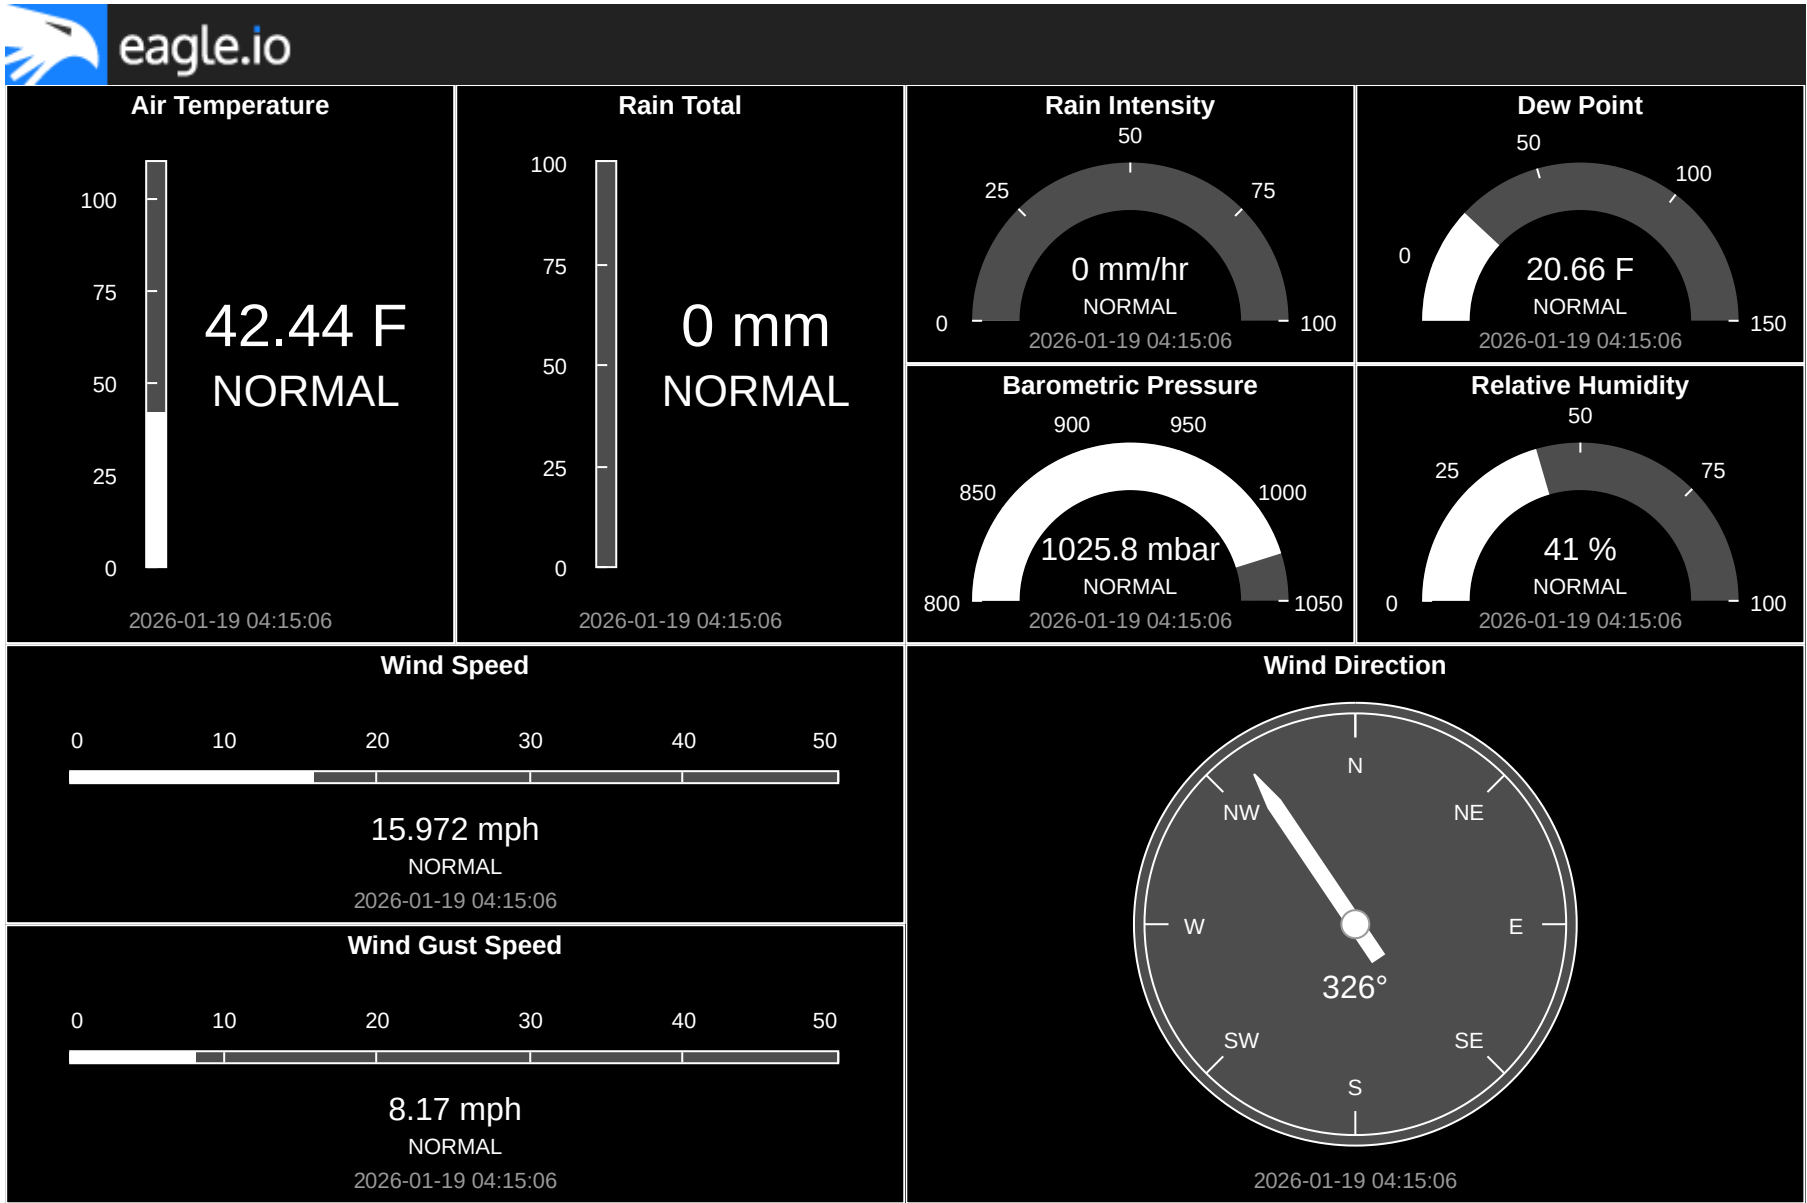 eagle.io
Air Temperature
100
75
50
25
0
42.44 F
NORMAL
2026-01-19 04:15:06
Rain Total
100
75
50
25
0
0 mm
NORMAL
2026-01-19 04:15:06
Rain Intensity
0
25
50
75
100
0 mm/hr
NORMAL
2026-01-19 04:15:06
Dew Point
0
50
100
150
20.66 F
NORMAL
2026-01-19 04:15:06
Barometric Pressure
800
850
900
950
1000
1050
1025.8 mbar
NORMAL
2026-01-19 04:15:06
Relative Humidity
0
25
50
75
100
41 %
NORMAL
2026-01-19 04:15:06
Wind Speed
0 10 20 30 40 50
15.972 mph
NORMAL
2026-01-19 04:15:06
Wind Gust Speed
0 10 20 30 40 50
8.17 mph
NORMAL
2026-01-19 04:15:06
Wind Direction
N
NW NE
W E
326°
SW SE
S
2026-01-19 04:15:06